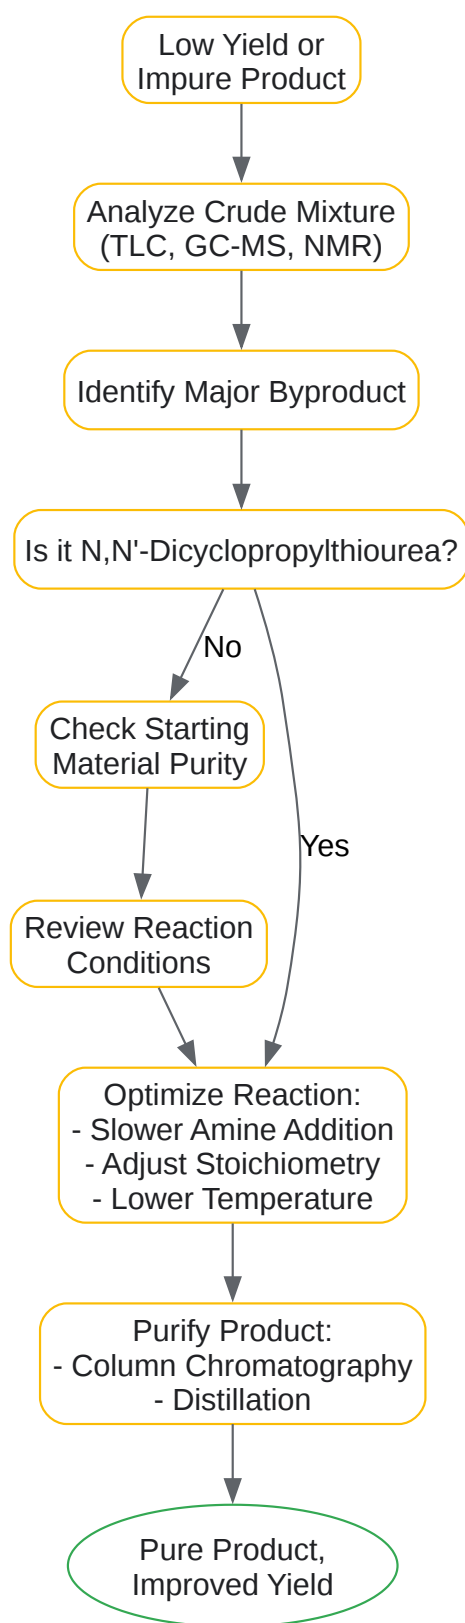 Low Yield or
Impure Product
Analyze Crude Mixture
(TLC, GC-MS, NMR)
Identify Major Byproduct
Is it N,N'-Dicyclopropylthiourea?
No
Check Starting
Material Purity
Yes
Review Reaction
Conditions
Optimize Reaction:
- Slower Amine Addition
- Adjust Stoichiometry
- Lower Temperature
Purify Product:
- Column Chromatography
- Distillation
Pure Product,
Improved Yield